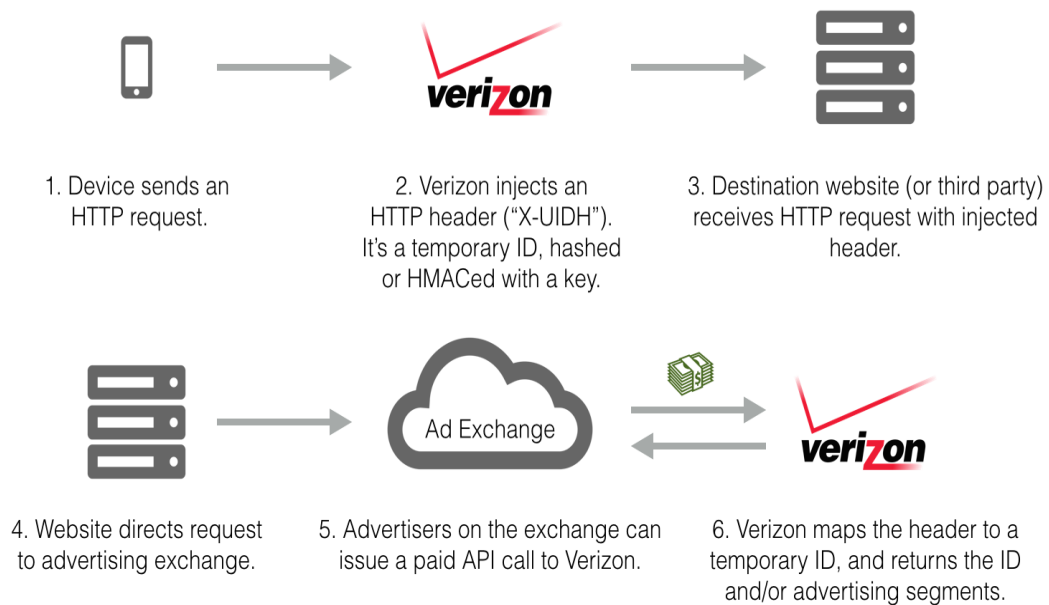 verizon
1. Device sends an
HTTP request.
2. Verizon injects an
HTTP header (“X-UIDH”).
It’s a temporary ID, hashed
or HMACed with a key.
3. Destination website (or third party)
receives HTTP request with injected
header.
Ad Exchange
$
verizon
4. Website directs request
to advertising exchange.
5. Advertisers on the exchange can
issue a paid API call to Verizon.
6. Verizon maps the header to a
temporary ID, and returns the ID
and/or advertising segments.